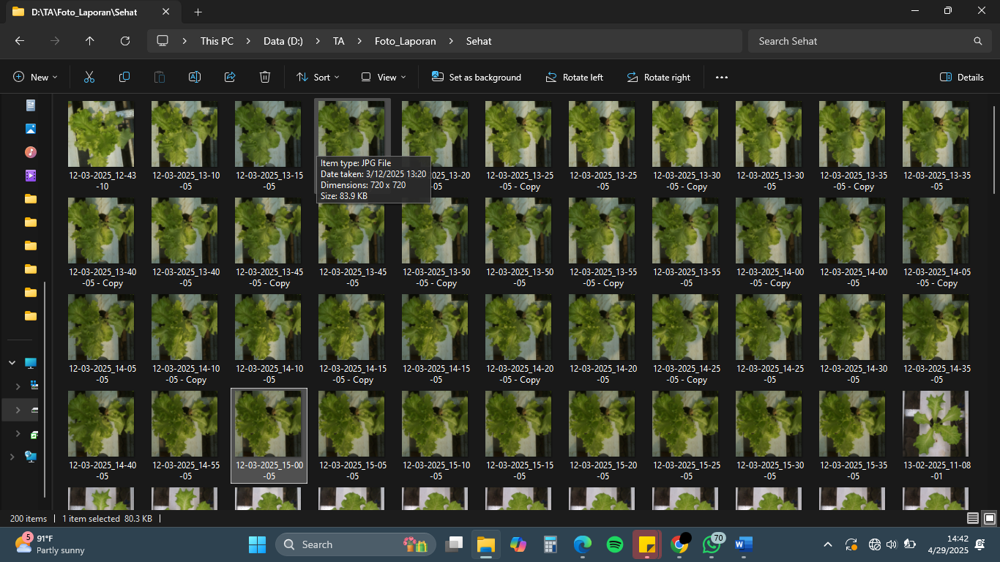 D:\TA\Foto_Laporan\Sehat
This PC
Data (D:)
TA
Foto_Laporan
Sehat
Search Sehat
New
Sort
View
Set as background
Rotate left
Rotate right
Details
12-03-2025_12-43
-10
12-03-2025_13-10
-05
12-03-2025_13-15
-05
Item type: JPG File
Date taken: 3/12/2025 13:20
Dimensions: 720 x 720
Size: 83.9 KB
_13-20
-05
12-03-2025_13-25
-05 - Copy
12-03-2025_13-25
-05
12-03-2025_13-30
-05 - Copy
12-03-2025_13-30
-05
12-03-2025_13-35
-05 - Copy
12-03-2025_13-35
-05
12-03-2025_13-40
-05 - Copy
12-03-2025_13-40
-05
12-03-2025_13-45
-05 - Copy
12-03-2025_13-45
-05
12-03-2025_13-50
-05 - Copy
12-03-2025_13-50
-05
12-03-2025_13-55
-05 - Copy
12-03-2025_13-55
-05
12-03-2025_14-00
-05 - Copy
12-03-2025_14-00
-05
12-03-2025_14-05
-05 - Copy
12-03-2025_14-05
-05
12-03-2025_14-10
-05 - Copy
12-03-2025_14-10
-05
12-03-2025_14-15
-05 - Copy
12-03-2025_14-15
-05
12-03-2025_14-20
-05 - Copy
12-03-2025_14-20
-05
12-03-2025_14-25
-05 - Copy
12-03-2025_14-25
-05
12-03-2025_14-30
-05
12-03-2025_14-35
-05
12-03-2025_14-40
-05
12-03-2025_14-55
-05
12-03-2025_15-00
-05
12-03-2025_15-05
-05
12-03-2025_15-10
-05
12-03-2025_15-15
-05
12-03-2025_15-20
-05
12-03-2025_15-25
-05
12-03-2025_15-30
-05
12-03-2025_15-35
-05
13-02-2025_11-08
-01
200 items
1 item selected 80.3 KB
5
91°F
Partly sunny
Search
70
14:42
4/29/2025